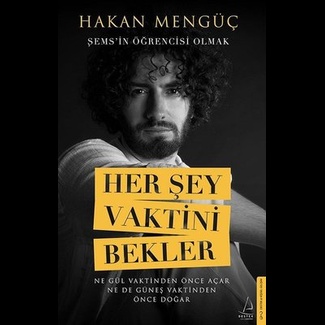 HAKAN MENGÜÇ
ŞEMS'İN ÖĞRENCİSİ OLMAK
HER ŞEY
VAKTİNİ
BEKLER
NE GÜL VAKTİNDEN ÖNCE AÇAR
NE DE GÜNEŞ VAKTİNDEN
ÖNCE DOĞAR
DESTEK